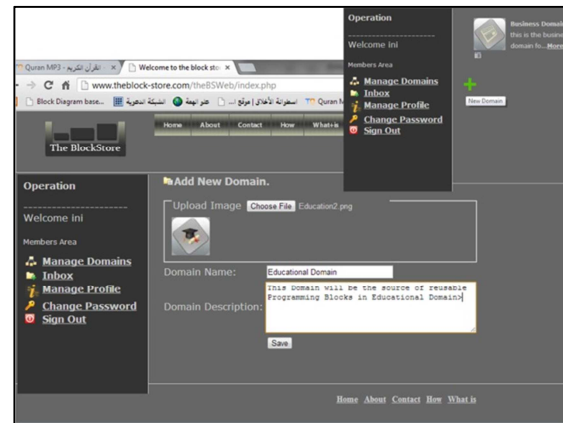 Operation
Welcome ini
Members Area
Manage Domains
Inbox
Manage Profile
Change Password
Sign Out
Business Domain
this is the business
domain fo...More
New Domain
Quran MP3 - القرآن الكريم
Welcome to the block sto
www.theblock-store.com/theBSWeb/index.php
Block Diagram base...
The BlockStore
Home About Contact How What+is
Operation
Welcome ini
Members Area
Manage Domains
Inbox
Manage Profile
Change Password
Sign Out
Add New Domain.
Upload Image Choose File Education2.png
Domain Name: Educational Domain
Domain Description: This Domain will be the source of reusable
Programming Blocks in Educational Domain>
Save
Home About Contact How What is